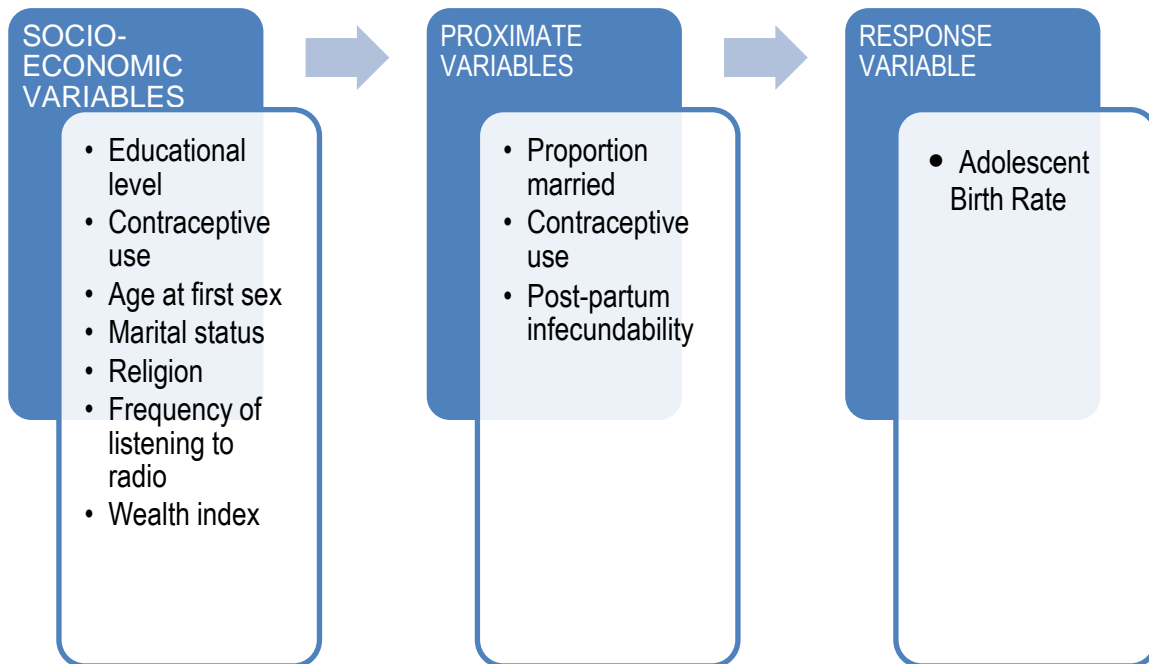 SOCIO-
ECONOMIC
VARIABLES
• Educational
level
• Contraceptive
use
• Age at first sex
• Marital status
• Religion
• Frequency of
listening to
radio
• Wealth index
PROXIMATE
VARIABLES
• Proportion
married
• Contraceptive
use
• Post-partum
infecundability
RESPONSE
VARIABLE
• Adolescent
Birth Rate